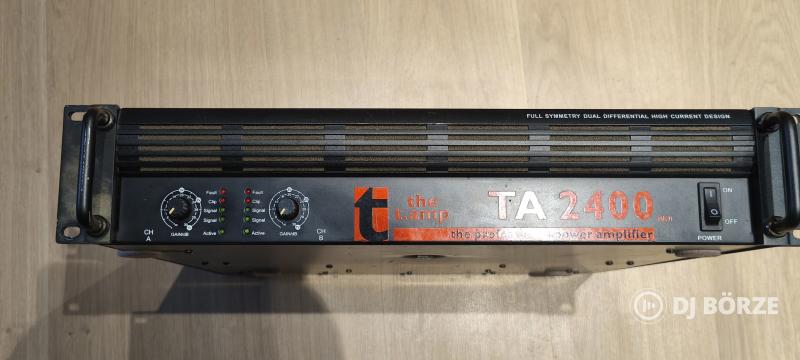 FULL SYMMETRY DUAL DIFFERENTIAL HIGH CURRENT DESIGN
Fault Fault
Clip Clip
Signal Signal
Signal Signal
Active Active
CH A
GAIN/dB
GAIN/dB
CH B
t
the
t.amp
TA 2400
the power amplifier
ON
OFF
POWER
DJ BÖRZE